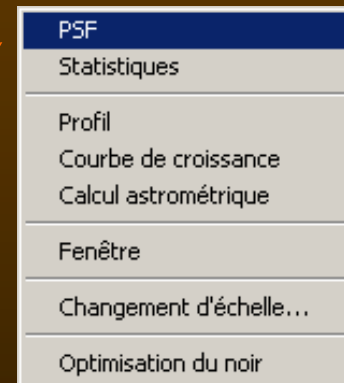 PSF
Statistiques
Profil
Courbe de croissance
Calcul astrométrique
Fenêtre
Changement d'échelle...
Optimisation du noir